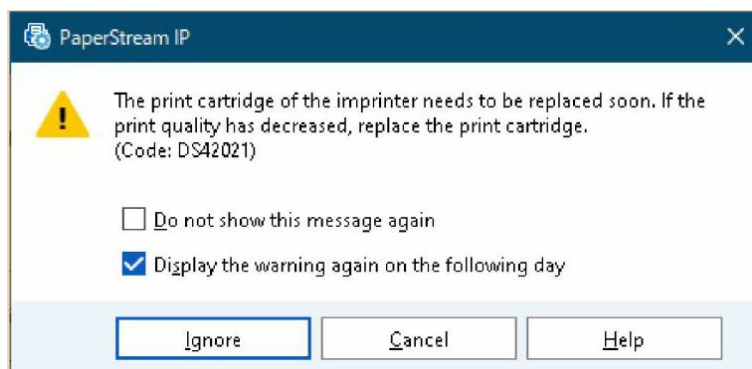 PaperStream IP
The print cartridge of the imprinter needs to be replaced soon. If the
print quality has decreased, replace the print cartridge.
(Code: DS42021)
Do not show this message again
Display the warning again on the following day
Ignore
Cancel
Help